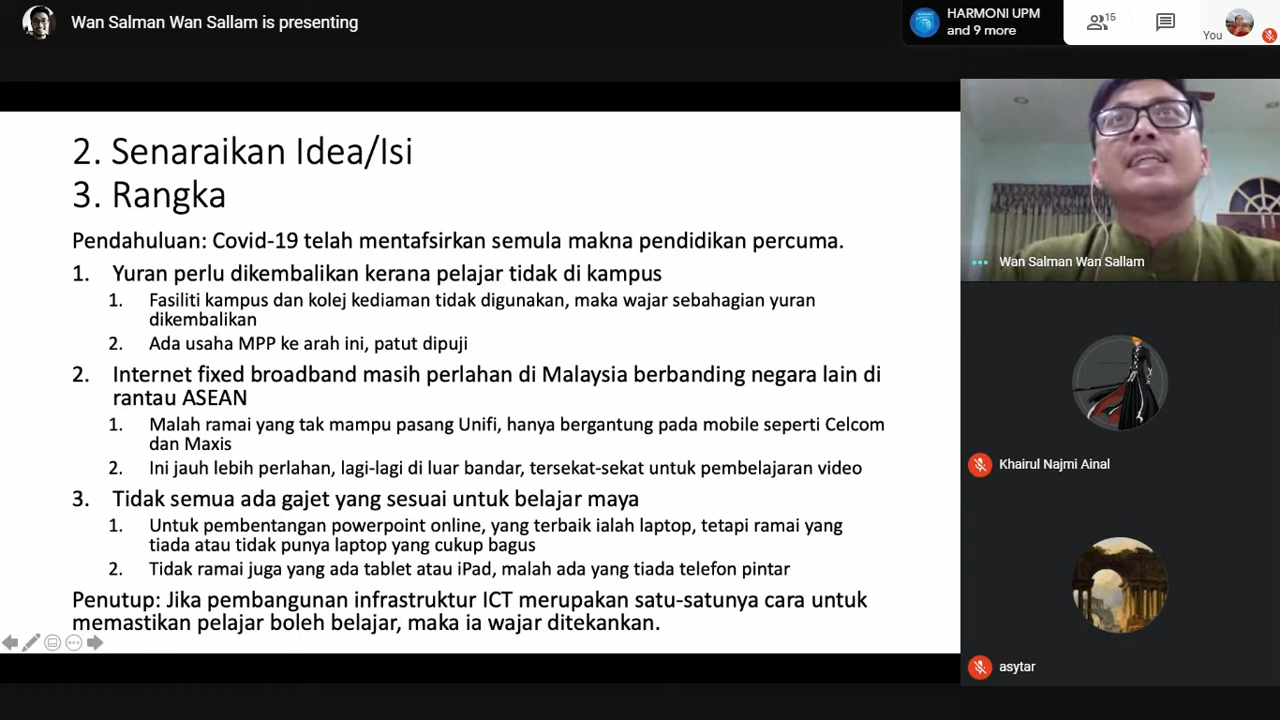 Wan Salman Wan Sallam is presenting
HARMONI UPM
and 9 more
15
You
2. Senaraikan Idea/Isi
3. Rangka
Pendahuluan: Covid-19 telah mentafsirkan semula makna pendidikan percuma.
1. Yuran perlu dikembalikan kerana pelajar tidak di kampus
1. Fasiliti kampus dan kolej kediaman tidak digunakan, maka wajar sebahagian yuran
dikembalikan
2. Ada usaha MPP ke arah ini, patut dipuji
2. Internet fixed broadband masih perlahan di Malaysia berbanding negara lain di
rantau ASEAN
1. Malah ramai yang tak mampu pasang Unifi, hanya bergantung pada mobile seperti Celcom
dan Maxis
2. Ini jauh lebih perlahan, lagi-lagi di luar bandar, tersekat-sekat untuk pembelajaran video
3. Tidak semua ada gajet yang sesuai untuk belajar maya
1. Untuk pembentangan powerpoint online, yang terbaik ialah laptop, tetapi ramai yang
tiada atau tidak punya laptop yang cukup bagus
2. Tidak ramai juga yang ada tablet atau iPad, malah ada yang tiada telefon pintar
Penutup: Jika pembangunan infrastruktur ICT merupakan satu-satunya cara untuk
memastikan pelajar boleh belajar, maka ia wajar ditekankan.
Wan Salman Wan Sallam
Khairul Najmi Ainal
asytar